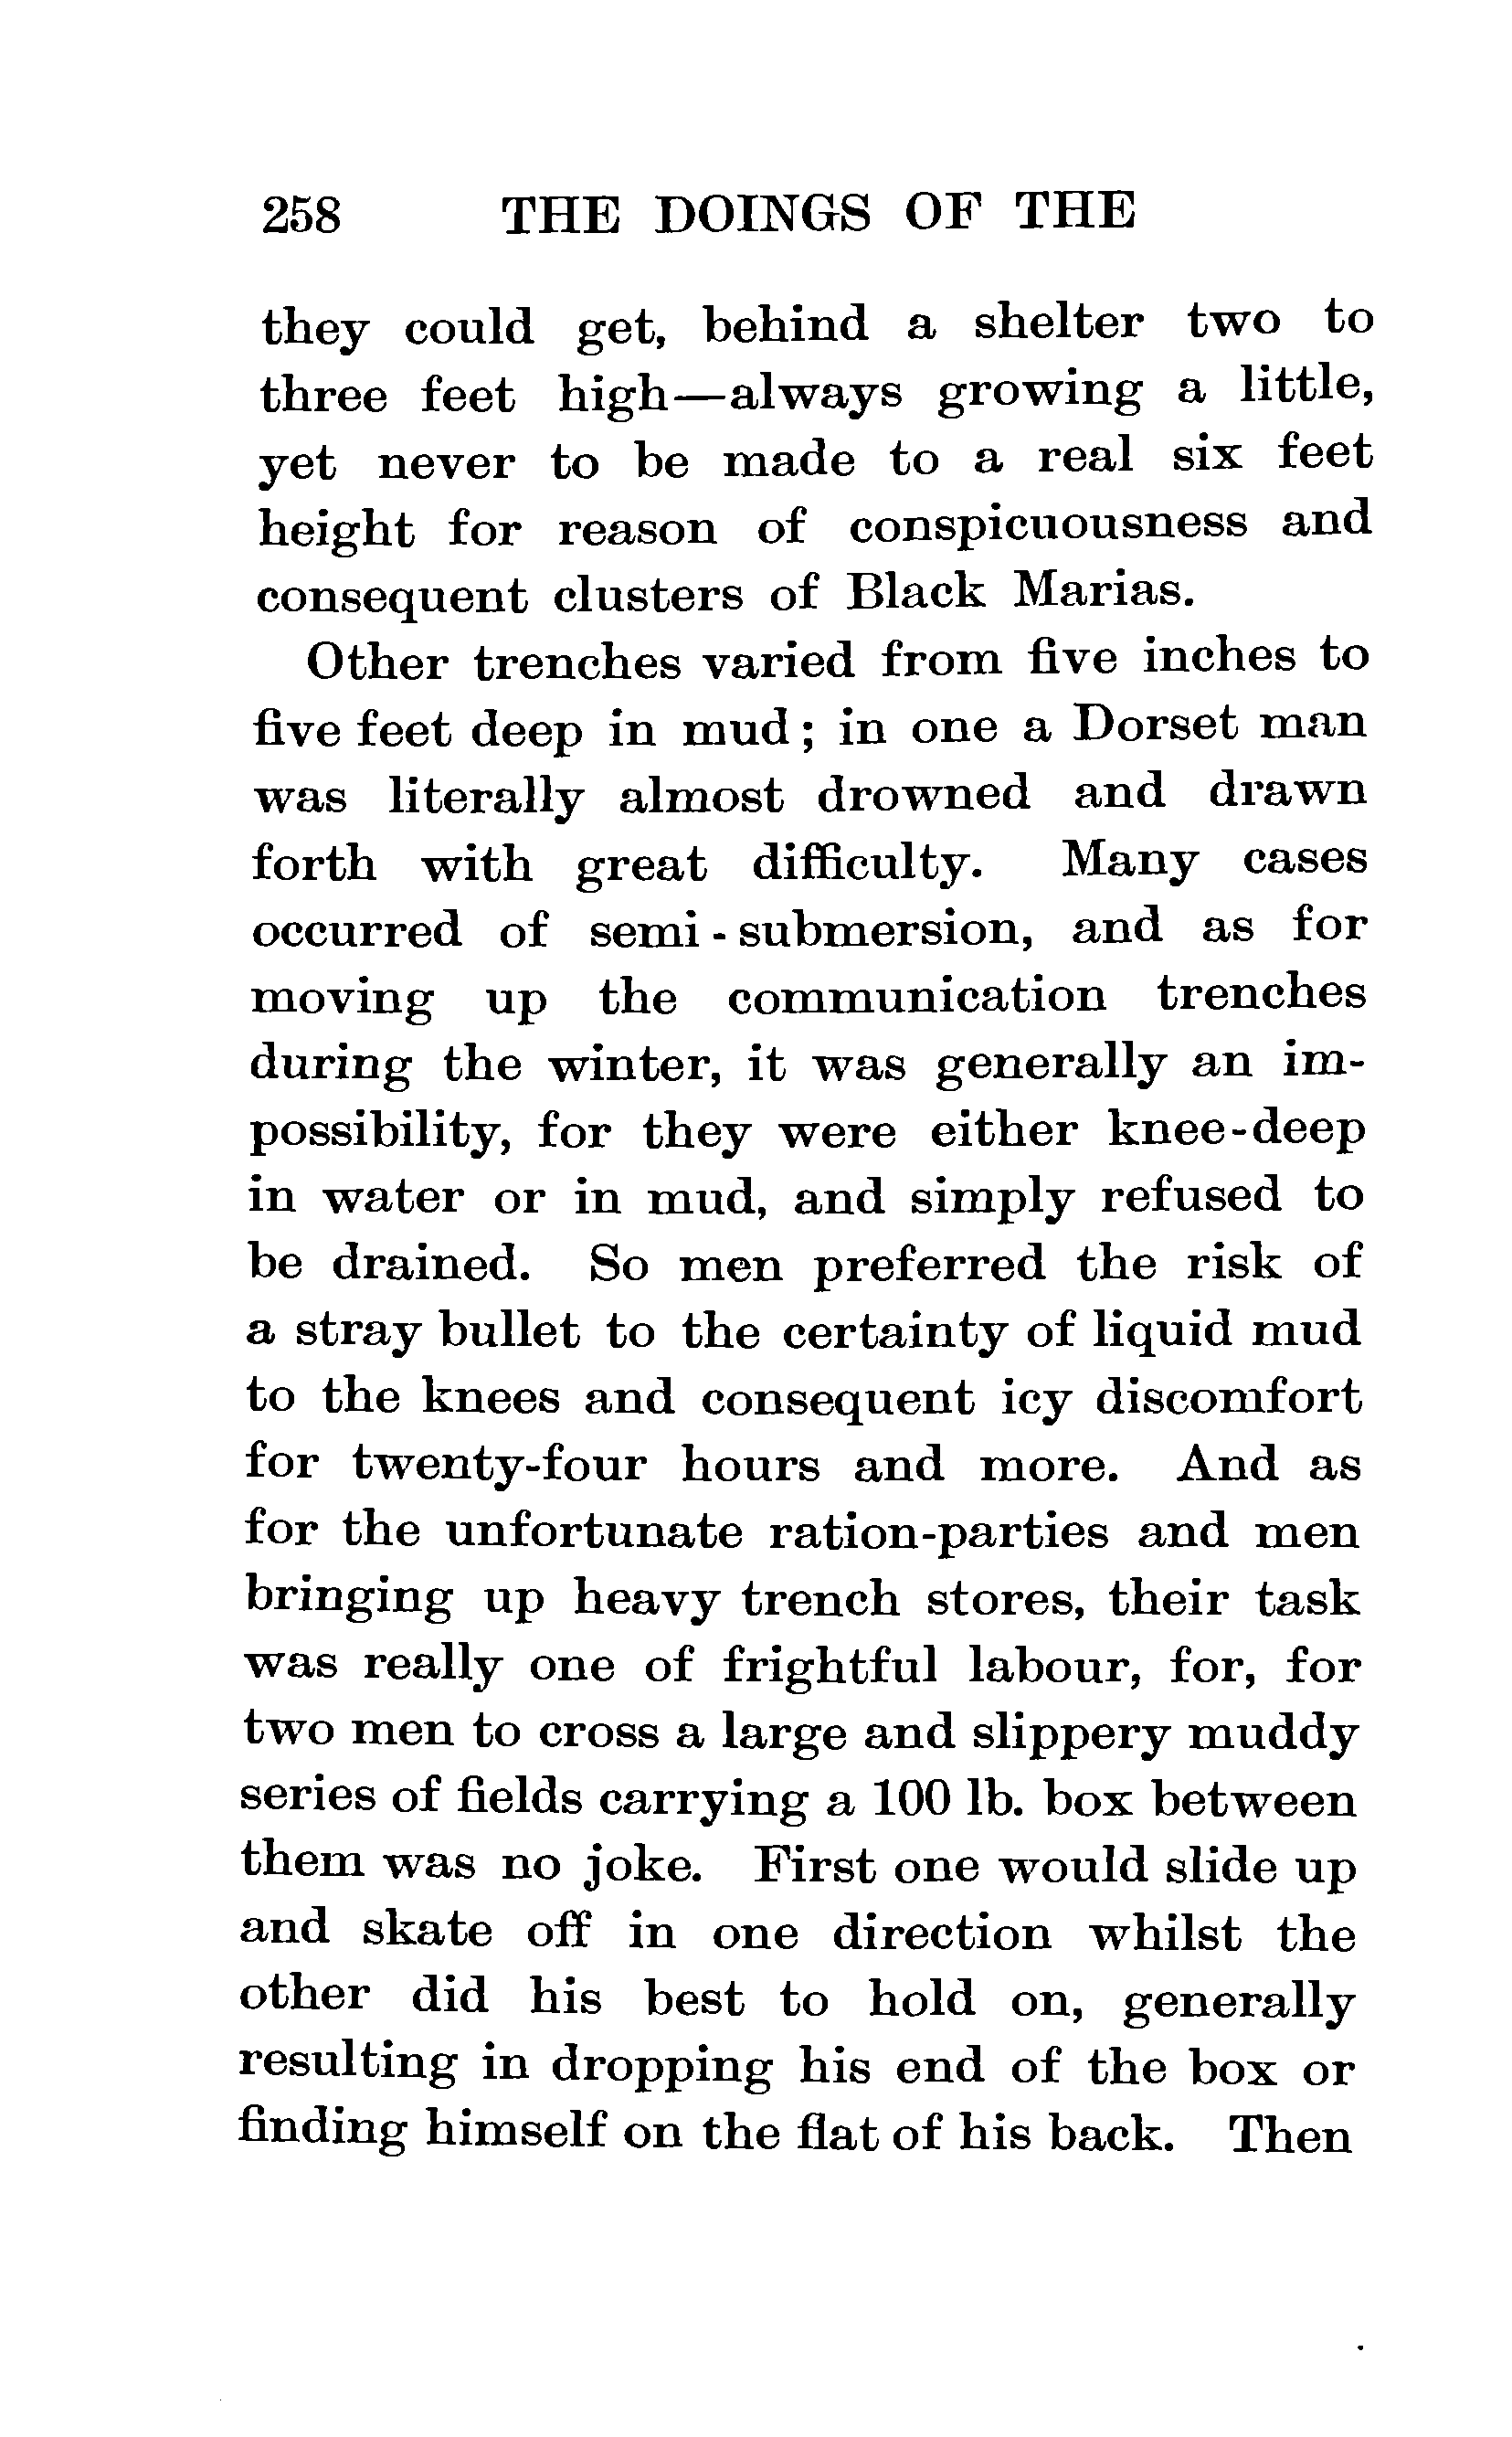 258 THE DOINGS OF THE
they could get, behind a shelter two to
three feet high—always growing a little,
yet never to be made to a real six feet
height for reason of conspicuousness and
consequent clusters of Black Marias.
Other trenches varied from five inches to
five feet deep in mud; in one a Dorset man
was literally almost drowned and drawn
forth with great difficulty. Many cases
occurred of semi-submersion, and as for
moving up the communication trenches
during the winter, it was generally an im-
possibility, for they were either knee-deep
in water or in mud, and simply refused to
be drained. So men preferred the risk of
a stray bullet to the certainty of liquid mud
to the knees and consequent icy discomfort
for twenty-four hours and more. And as
for the unfortunate ration-parties and men
bringing up heavy trench stores, their task
was really one of frightful labour, for, for
two men to cross a large and slippery muddy
series of fields carrying a 100 lb. box between
them was no joke. First one would slide up
and skate off in one direction whilst the
other did his best to hold on, generally
resulting in dropping his end of the box or
finding himself on the flat of his back. Then